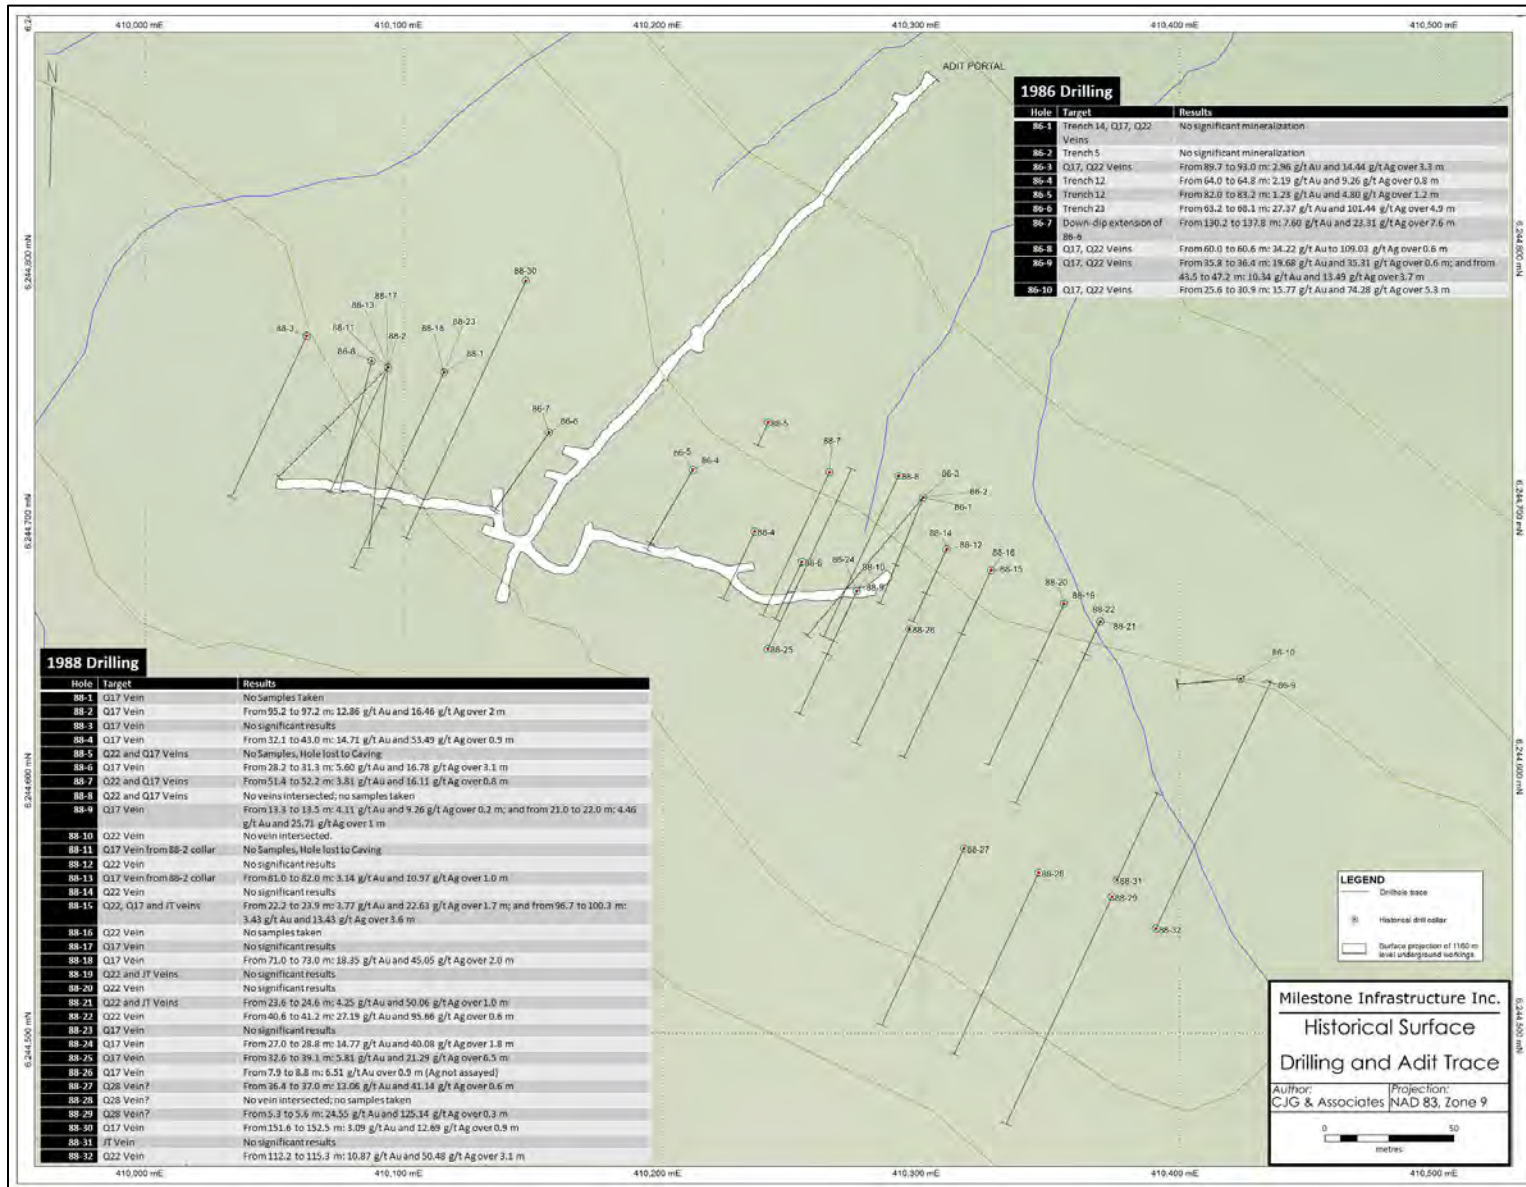 410,000 mE 410,100 mE 410,200 mE 410,300 mE 410,400 mE 410,500 mE
N
ADIT PORTAL
1986 Drilling
Hole Target Results
86-1 Trench 14, Q17, Q22 No significant mineralization
Veins
86-2 Trench 5 No significant mineralization
86-3 Q17, Q22 Veins From 89.7 to 93.0 m: 2.96 g/t Au and 14.44 g/t Ag over 3.3 m
86-4 Trench 12 From 64.0 to 64.8 m: 2.19 g/t Au and 9.26 g/t Ag over 0.8 m
86-5 Trench 12 From 82.0 to 83.2 m: 1.23 g/t Au and 4.80 g/t Ag over 1.2 m
86-6 Trench 23 From 63.2 to 68.1 m: 27.37 g/t Au and 101.44 g/t Ag over 4.9 m
86-7 Down-dip extension of From 130.2 to 137.8 m: 7.60 g/t Au and 23.31 g/t Ag over 7.6 m
86-6
86-8 Q17, Q22 Veins From 60.0 to 60.6 m: 34.22 g/t Au to 109.03 g/t Ag over 0.6 m
86-9 Q17, Q22 Veins From 35.8 to 36.4 m: 19.68 g/t Au and 35.31 g/t Ag over 0.6 m; and from
43.5 to 47.2 m: 10.34 g/t Au and 13.49 g/t Ag over 3.7 m
86-10 Q17, Q22 Veins From 25.6 to 30.9 m: 15.77 g/t Au and 74.28 g/t Ag over 5.3 m
6,244,800 mN
6,244,800 mN
88-30
88-17
88-13
88-3
88-11
88-2
88-18
88-23
86-8
88-1
86-7
86-6
88-5
86-5
86-4
88-7
88-8
86-3
86-2
86-1
6,244,700 mN
6,244,700 mN
88-4
88-14
88-12
88-6
86-24
88-10
88-9
88-16
88-15
88-20
88-19
88-22
88-21
88-25
88-26
86-10
86-9
1988 Drilling
Hole Target Results
88-1 Q17 Vein No Samples Taken
88-2 Q17 Vein From 95.2 to 97.2 m: 12.86 g/t Au and 16.46 g/t Ag over 2 m
88-3 Q17 Vein No significant results
88-4 Q17 Vein From 32.1 to 43.0 m: 14.71 g/t Au and 53.49 g/t Ag over 0.9 m
88-5 Q22 and Q17 Veins No Samples, Hole lost to Caving
88-6 Q17 Vein From 28.2 to 31.3 m: 5.60 g/t Au and 16.78 g/t Ag over 3.1 m
88-7 Q22 and Q17 Veins From 51.4 to 52.2 m: 3.81 g/t Au and 16.11 g/t Ag over 0.8 m
88-8 Q22 and Q17 Veins No veins intersected; no samples taken
88-9 Q17 Vein From 13.3 to 13.5 m: 4.11 g/t Au and 9.26 g/t Ag over 0.2 m; and from 21.0 to 22.0 m: 4.46
g/t Au and 25.71 g/t Ag over 1 m
88-10 Q22 Vein No vein intersected.
88-11 Q17 Vein from 88-2 collar No Samples, Hole lost to Caving
88-12 Q22 Vein No significant results
88-13 Q17 Vein from 88-2 collar From 81.0 to 82.0 m: 3.14 g/t Au and 10.97 g/t Ag over 1.0 m
88-14 Q22 Vein No significant results
88-15 Q22, Q17 and JT veins From 22.2 to 23.9 m: 3.77 g/t Au and 22.63 g/t Ag over 1.7 m; and from 96.7 to 100.3 m:
3.43 g/t Au and 13.43 g/t Ag over 3.6 m
88-16 Q22 Vein No samples taken
88-17 Q17 Vein No significant results
88-18 Q17 Vein From 71.0 to 73.0 m: 18.35 g/t Au and 45.05 g/t Ag over 2.0 m
88-19 Q22 and JT Veins No significant results
88-20 Q22 Vein No significant results
88-21 Q22 and JT Veins From 23.6 to 24.6 m: 4.25 g/t Au and 50.06 g/t Ag over 1.0 m
88-22 Q22 Vein From 40.6 to 41.2 m: 27.19 g/t Au and 95.66 g/t Ag over 0.6 m
88-23 Q17 Vein No significant results
88-24 Q17 Vein From 27.0 to 28.8 m: 14.77 g/t Au and 40.08 g/t Ag over 1.8 m
88-25 Q17 Vein From 32.6 to 39.1 m: 5.81 g/t Au and 21.29 g/t Ag over 6.5 m
88-26 Q17 Vein From 7.9 to 8.8 m: 6.51 g/t Au over 0.9 m (Ag not assayed)
88-27 Q28 Vein? From 36.4 to 37.0 m: 13.06 g/t Au and 41.14 g/t Ag over 0.6 m
88-28 Q28 Vein? No vein intersected; no samples taken
88-29 Q28 Vein? From 5.3 to 5.6 m: 24.55 g/t Au and 125.14 g/t Ag over 0.3 m
88-30 Q17 Vein From 151.6 to 152.5 m: 3.09 g/t Au and 12.69 g/t Ag over 0.9 m
88-31 JT Vein No significant results
88-32 Q22 Vein From 112.2 to 115.3 m: 10.87 g/t Au and 50.48 g/t Ag over 3.1 m
6,244,600 mN
6,244,600 mN
88-27
88-28
88-31
88-29
88-32
LEGEND
Drillhole trace
Historical drill collar
Surface projection of 1160 m
level underground workings
6,244,500 mN
6,244,500 mN
Milestone Infrastructure Inc.
Historical Surface
Drilling and Adit Trace
Author: Projection:
CJG & Associates NAD 83, Zone 9
0 50
metres
410,000 mE 410,100 mE 410,200 mE 410,300 mE 410,400 mE 410,500 mE